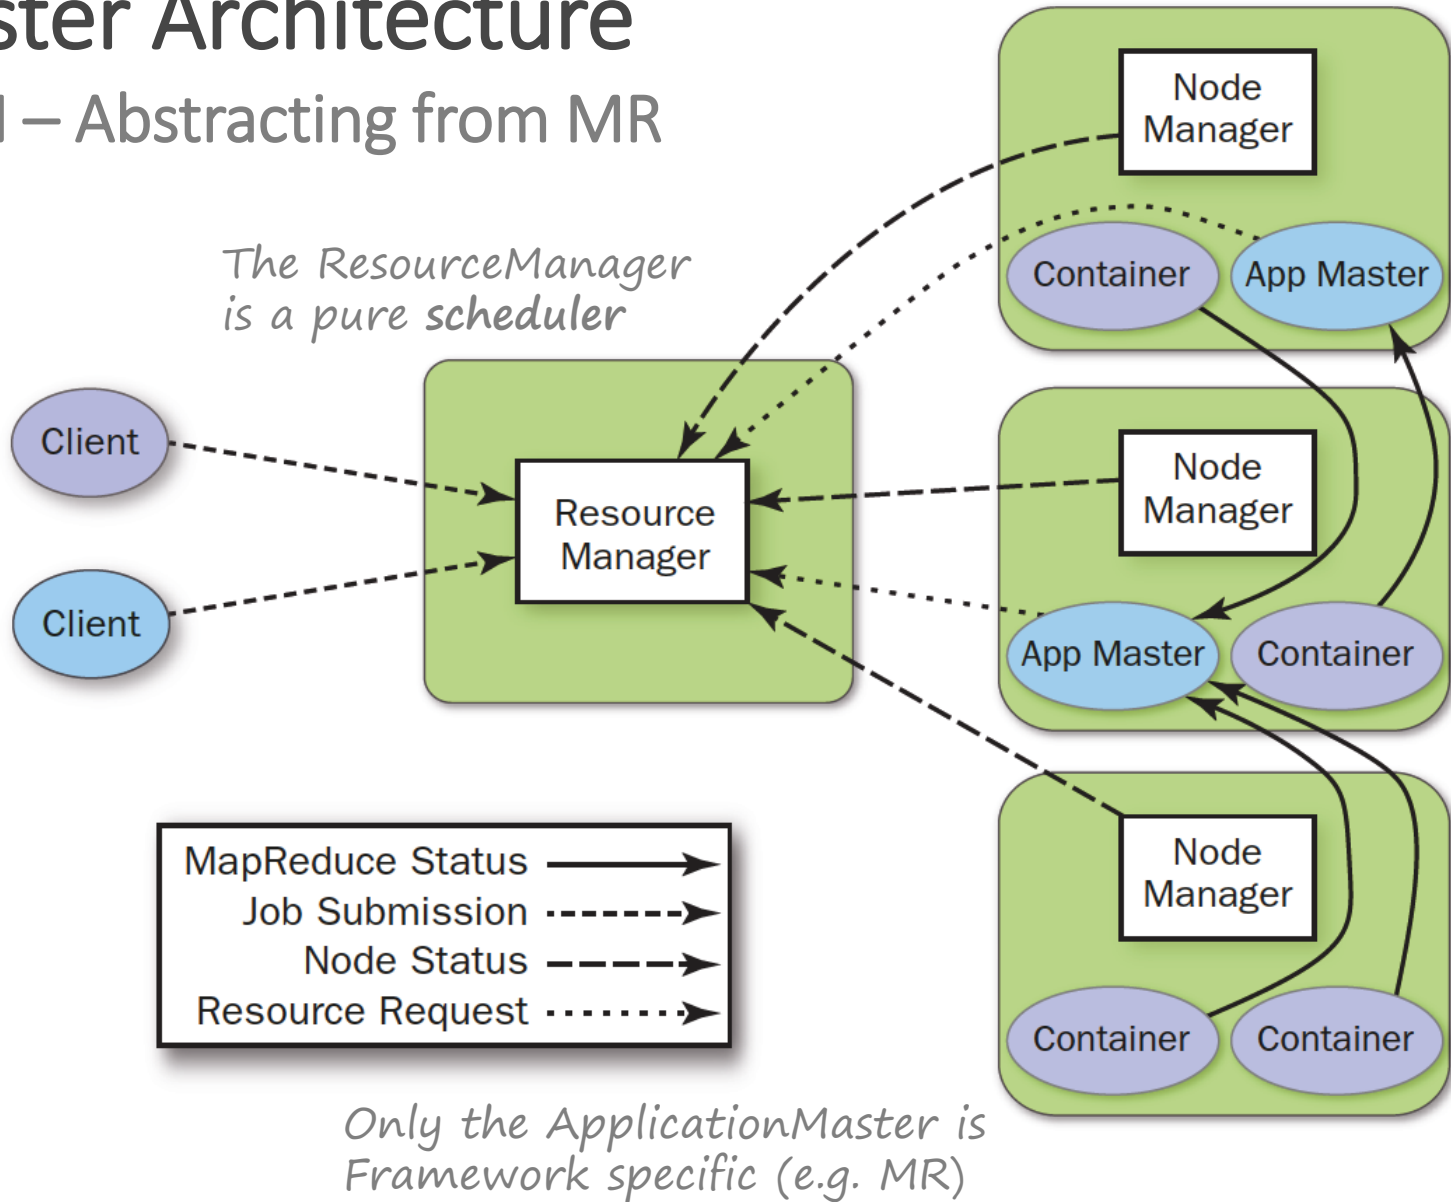 ster Architecture
– Abstracting from MR
The ResourceManager
is a pure scheduler
Client
Client
Resource
Manager
Node
Manager
Container
App Master
Node
Manager
App Master
Container
Node
Manager
Container
Container
MapReduce Status
Job Submission
Node Status
Resource Request
Only the ApplicationMaster is
Framework specific (e.g. MR)